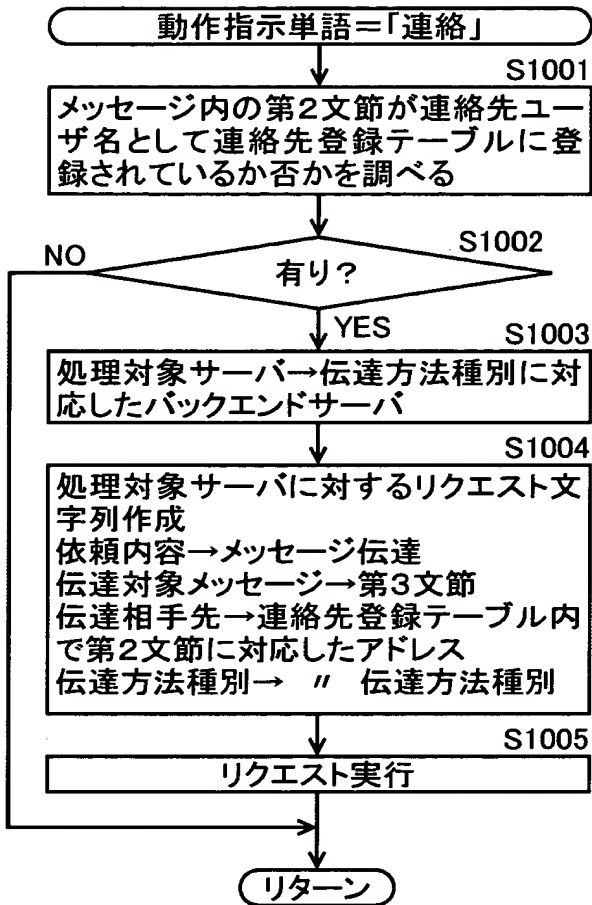 動作指示単語=「連絡」
S1001
メッセージ内の第2文節が連絡先ユー
ザ名として連絡先登録テーブルに登
録されているか否かを調べる
S1002
NO
有り?
YES
S1003
処理対象サーバ→伝達方法種別に対
応したバックエンドサーバ
S1004
処理対象サーバに対するリクエスト文
字列作成
依頼内容→メッセージ伝達
伝達対象メッセージ→第3文節
伝達相手先→連絡先登録テーブル内
で第2文節に対応したアドレス
伝達方法種別→ 〃 伝達方法種別
S1005
リクエスト実行
リターン